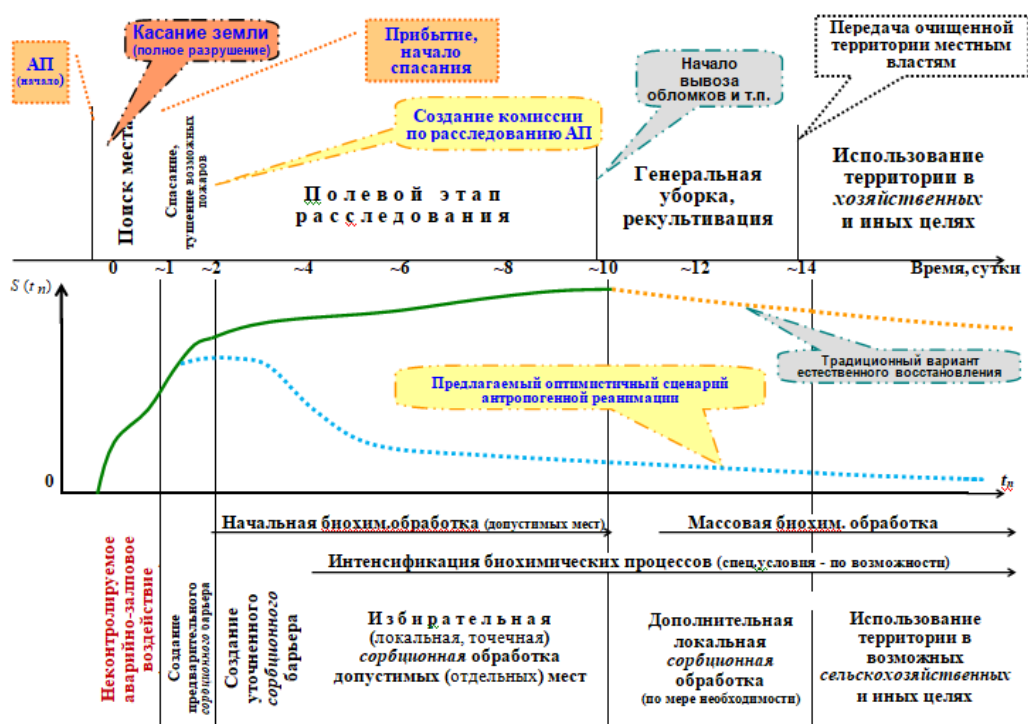 АП
(начало)
Касание земли
(полное разрушение)
Прибытие,
начало
спасания
Создание комиссии
по расследованию АП
Начало
вывоза
обломков и т.п.
Передача очищенной
территории местным
властям
Поиск места
Спасание,
тушение возможных
пожаров
Полевой этап
расследования
Генеральная
уборка,
рекультивация
Использование
территории в
хозяйственных
и иных целях
0 ~1 ~2 ~4 ~6 ~8 ~10 ~12 ~14 Время, сутки
S (t n)
Традиционный вариант
естественного восстановления
Предлагаемый оптимистичный сценарий
антропогенной реанимации
0
tn
Начальная биохим.обработка (допустимых мест)
Массовая биохим. обработка
Интенсификация биохимических процессов (спец.условия - по возможности)
Неконтролируемое
аварийно-залповое
воздействие
Создание
предварительного
сорбционного барьера
Создание
уточненного
сорбционного
барьера
Избирательная
(локальная, точечная)
сорбционная обработка
допустимых (отдельных) мест
Дополнительная
локальная
сорбционная
обработка
(по мере необходимости)
Использование
территории в
возможных
сельскохозяйственных
и иных целях